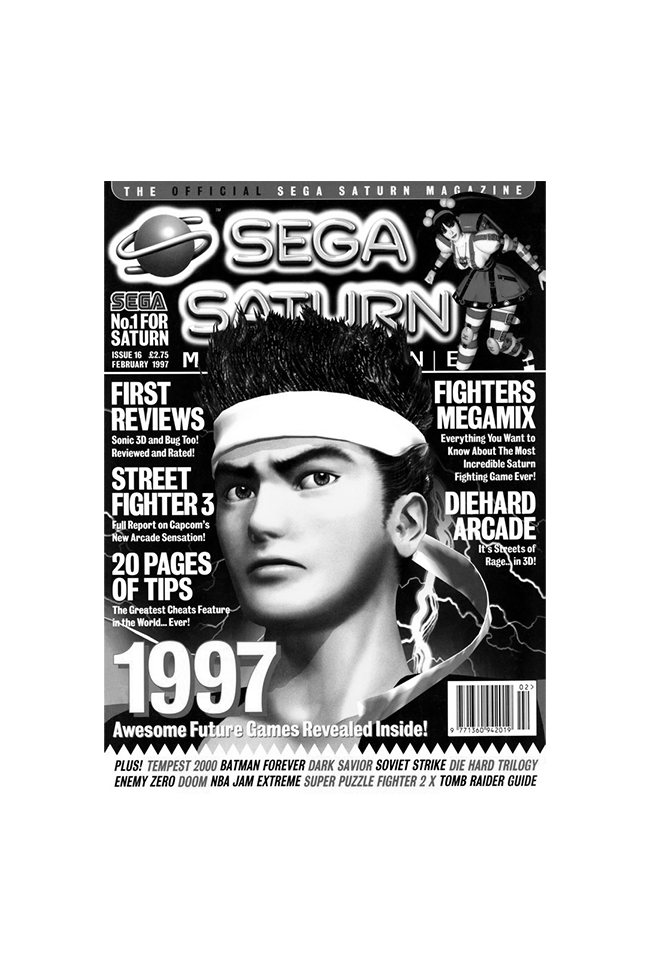 THE OFFICIAL SEGA SATURN MAGAZINE
™
SEGA
SATURN
SEGA
No.1 FOR
SATURN
ISSUE 16 £2.75
FEBRUARY 1997
FIRST
REVIEWS
Sonic 3D and Bug Too!
Reviewed and Rated!
STREET
FIGHTER 3
Full Report on Capcom's
New Arcade Sensation!
20 PAGES
OF TIPS
The Greatest Cheats Feature
in the World... Ever!
FIGHTERS
MEGAMIX
Everything You Want to
Know About The Most
Incredible Saturn
Fighting Game Ever!
DIEHARD
ARCADE
It's Streets of
Rage... in 3D!
1997
Awesome Future Games Revealed Inside!
02>
9 771360 942019
PLUS! TEMPEST 2000 BATMAN FOREVER DARK SAVIOR SOVIET STRIKE DIE HARD TRILOGY
ENEMY ZERO DOOM NBA JAM EXTREME SUPER PUZZLE FIGHTER 2 X TOMB RAIDER GUIDE